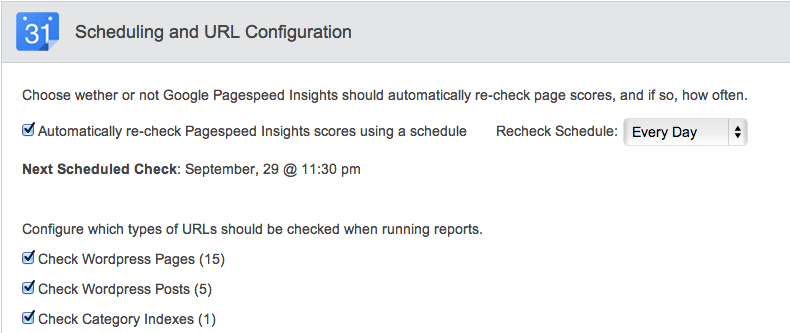 31
Scheduling and URL Configuration
Choose wether or not Google Pagespeed Insights should automatically re-check page scores, and if so, how often.
Automatically re-check Pagespeed Insights scores using a schedule Recheck Schedule: Every Day
Next Scheduled Check: September, 29 @ 11:30 pm
Configure which types of URLs should be checked when running reports.
Check Wordpress Pages (15)
Check Wordpress Posts (5)
Check Category Indexes (1)